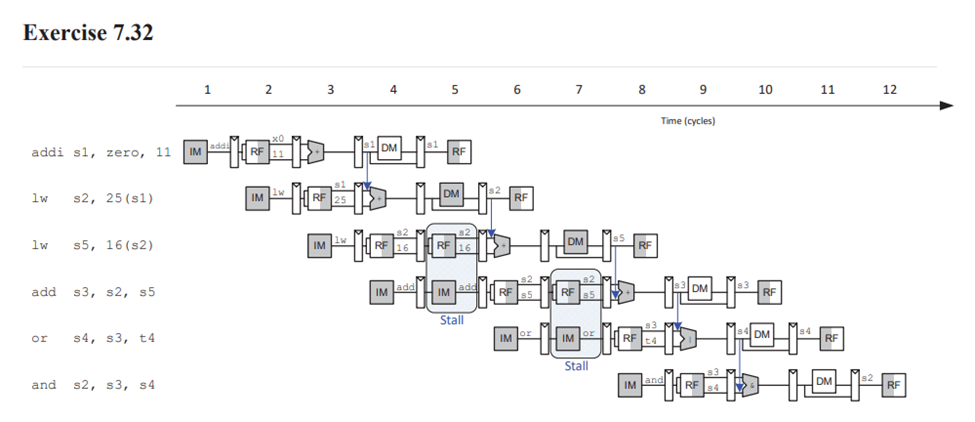 Exercise 7.32
1 2 3 4 5 6 7 8 9 10 11 12
Time (cycles)
addi s1, zero, 11 IM addi RF x0 11 + s1 DM s1 RF
lw s2, 25(s1) IM lw RF s1 25 + DM s2 RF
lw s5, 16(s2) IM lw RF s2 16 RF s2 16 + DM s5 RF
add s3, s2, s5 IM add IM add RF s2 s5 RF s2 s5 + s3 DM s3 RF
Stall
or s4, s3, t4 IM or IM or RF s3 t4 | s4 DM s4 RF
Stall
and s2, s3, s4 IM and RF s3 s4 & DM s2 RF